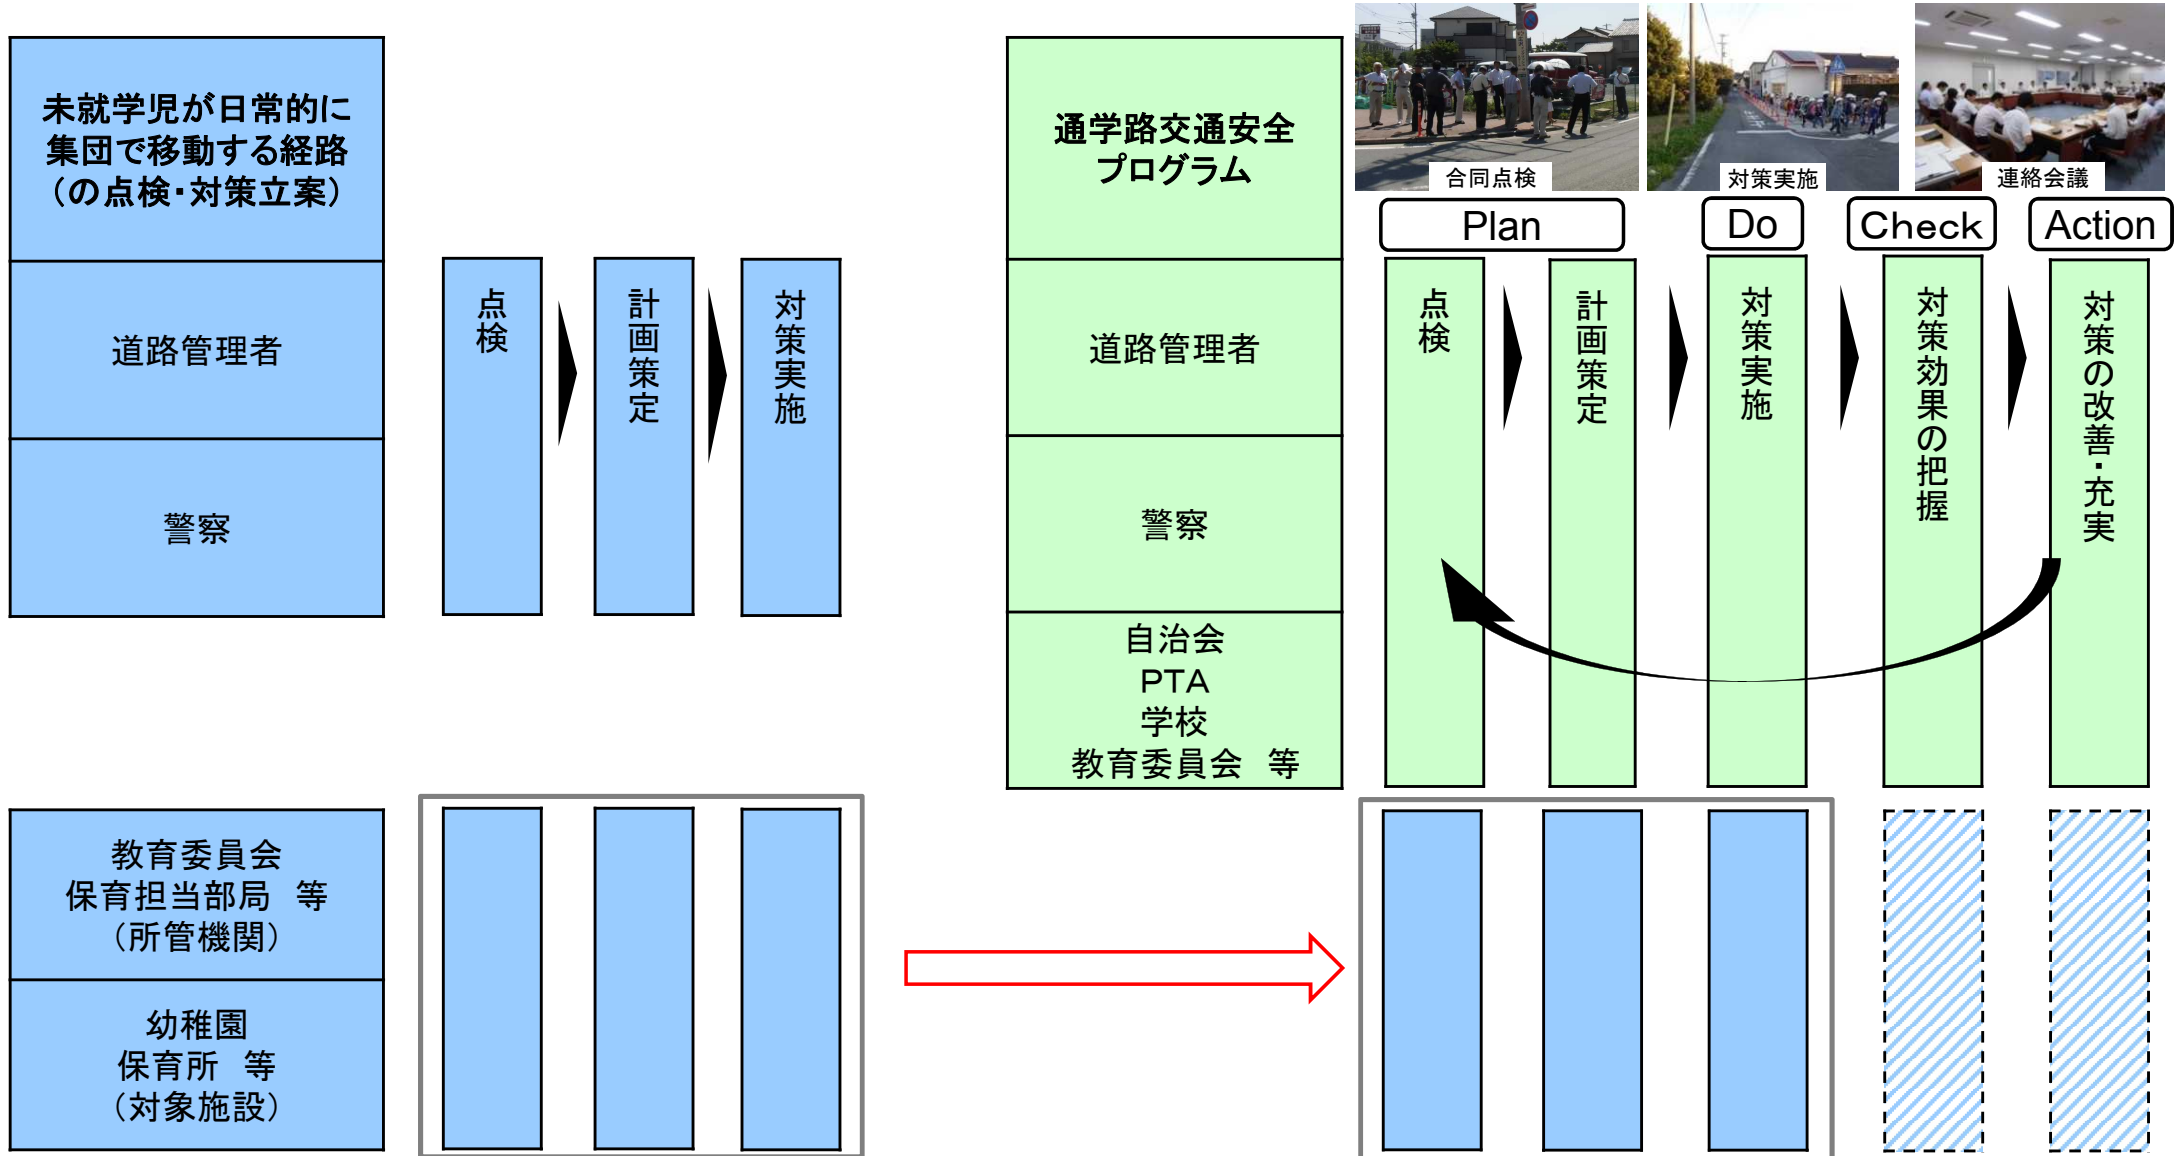 未就学児が日常的に
集団で移動する経路
（の点検・対策立案）
道路管理者
警察
点検
計画策定
対策実施
教育委員会
保育担当部局　等
（所管機関）
幼稚園
保育所　等
（対象施設）
通学路交通安全
プログラム
道路管理者
警察
自治会
PTA
学校
教育委員会　等
合同点検
対策実施
連絡会議
Plan
Do
Check
Action
点検
計画策定
対策実施
対策効果の把握
対策の改善・充実